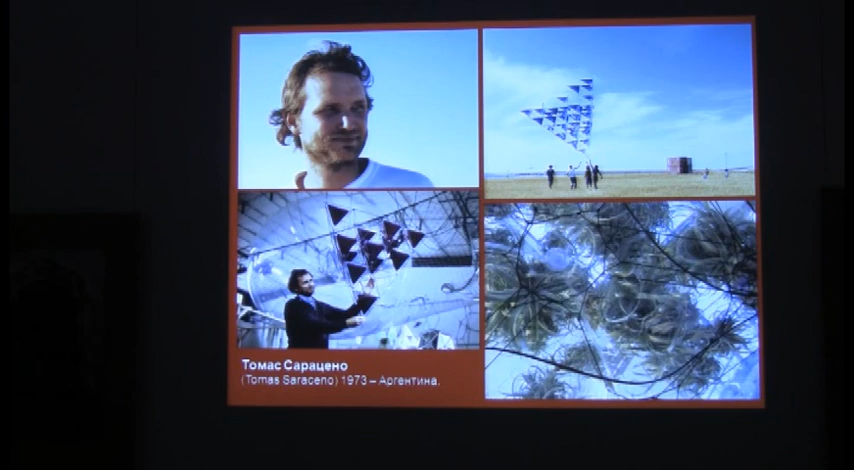 Томас Сарацено
(Tomas Saraceno) 1973 – Аргентина.